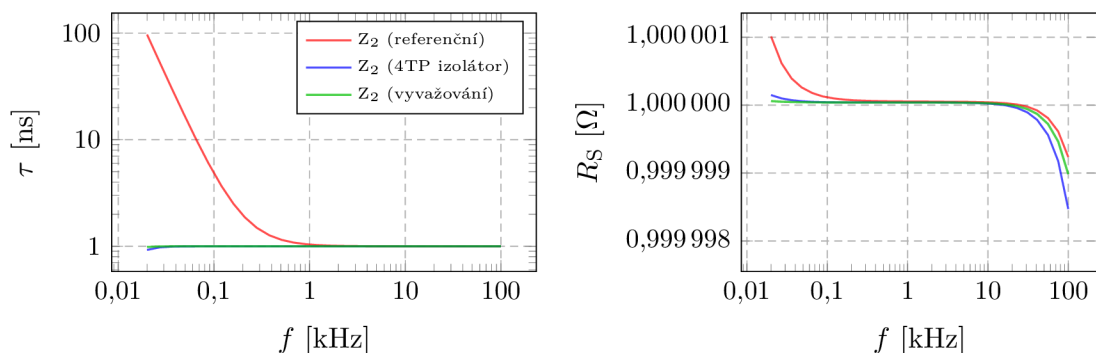 100
10
1
τ [ns]
Z₂ (referenční)
Z₂ (4TP izolátor)
Z₂ (vyvažování)
0,01 0,1 1 10 100
f [kHz]
1,000 001
1,000 000
0,999 999
0,999 998
R_S [Ω]
0,01 0,1 1 10 100
f [kHz]